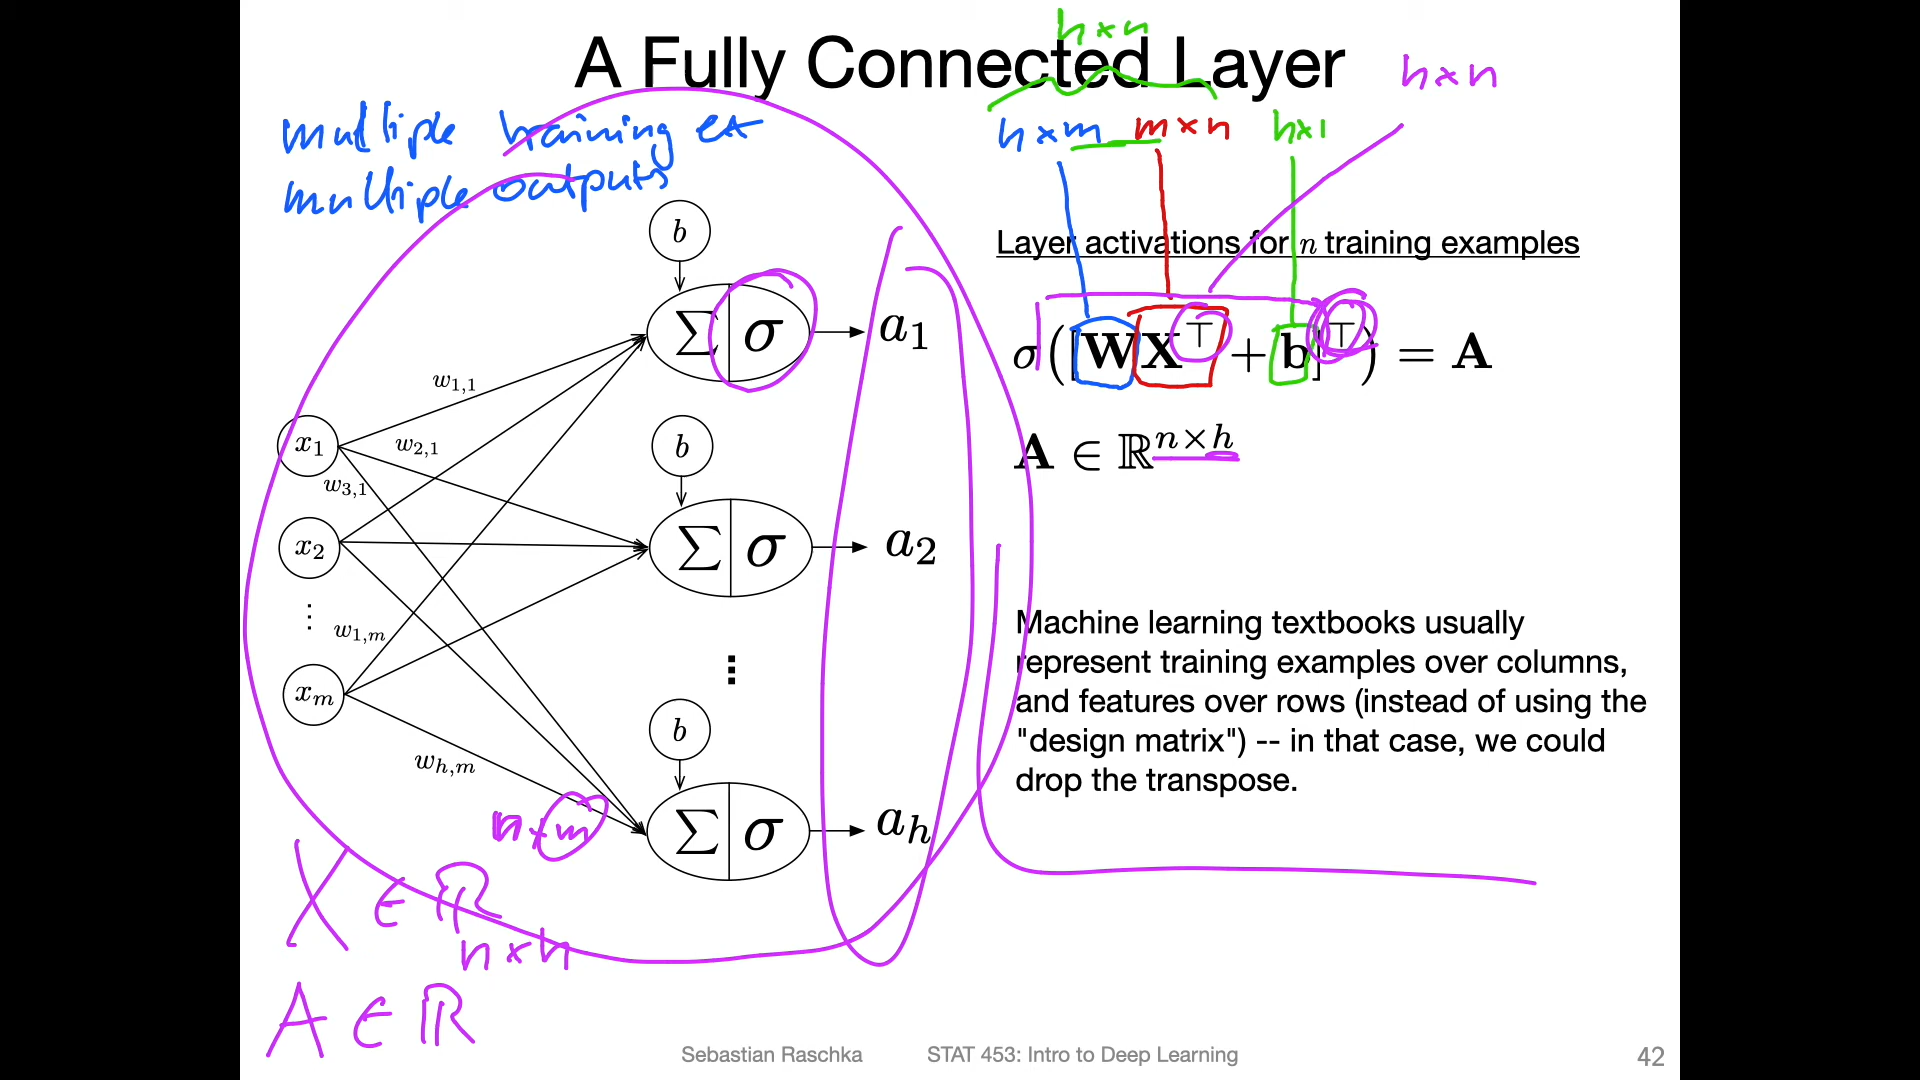 h×n
A Fully Connected Layer
h×n
multiple training ex
multiple outputs
h×m m×n h×1
Layer activations for n training examples
σ([WX⊤ + b]⊤) = A
A ∈ ℝ^{n×h}
b
Σ σ
a₁
w₁,₁
x₁
w₂,₁
w₃,₁
b
x₂
Σ σ
a₂
⋮
w₁,ₘ
⋮
xₘ
b
w_{h,m}
Σ σ
a_h
Machine learning textbooks usually
represent training examples over columns,
and features over rows (instead of using the
"design matrix") -- in that case, we could
drop the transpose.
n×m
X ∈ ℝ
n×h
A ∈ ℝ
Sebastian Raschka STAT 453: Intro to Deep Learning 42